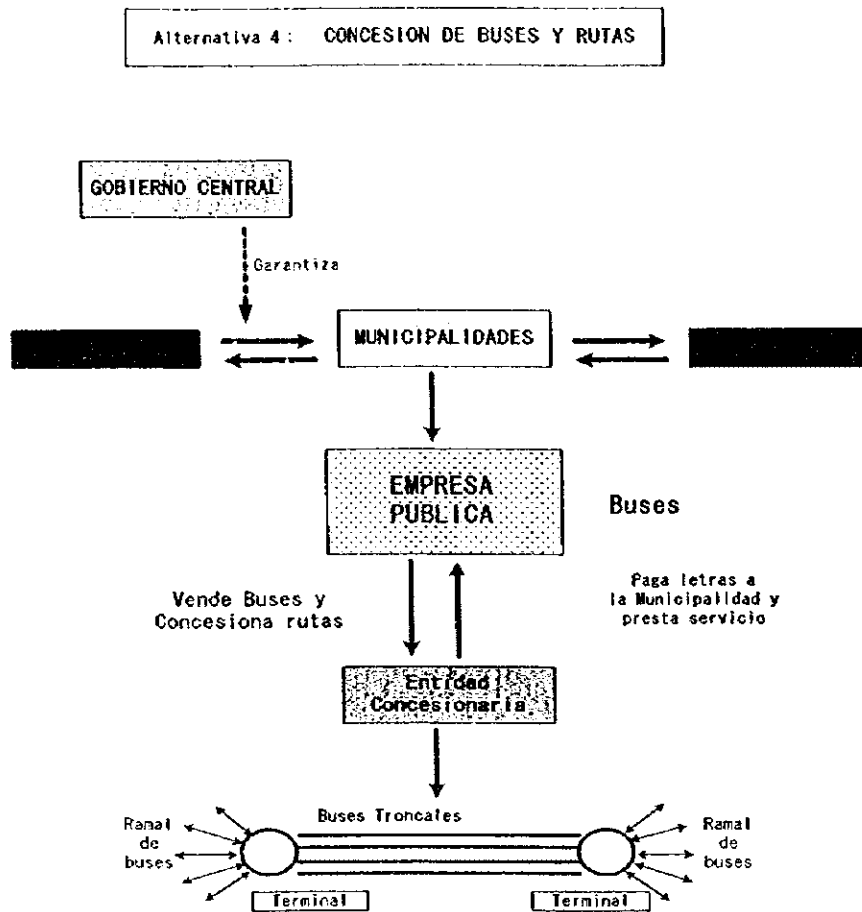 Alternativa 4 : CONCESION DE BUSES Y RUTAS
GOBIERNO CENTRAL
Garantiza
MUNICIPALIDADES
EMPRESA
PUBLICA
Buses
Vende Buses y
Concesiona rutas
Paga letras a
la Municipalidad y
presta servicio
Entidad
Concesionaria
Buses Troncales
Ramal
de
buses
Ramal
de
buses
Terminal
Terminal